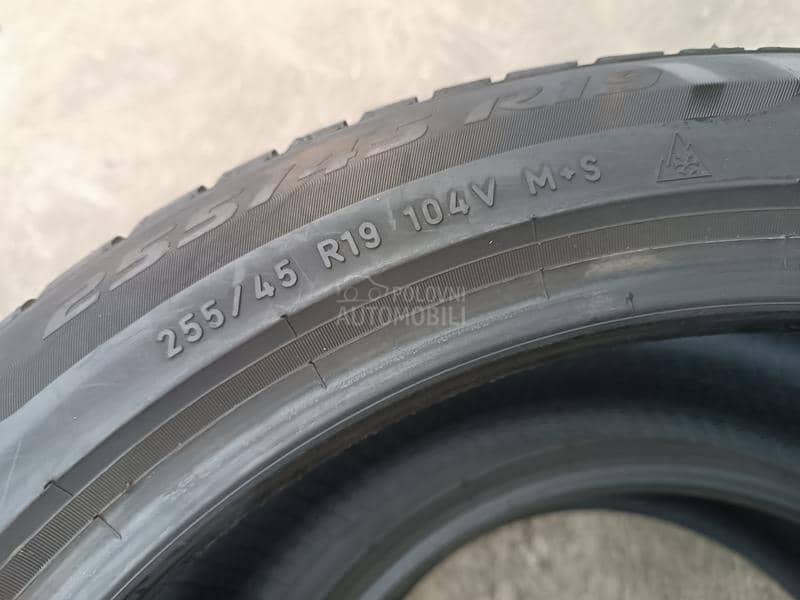 255/45 R19
255/45 R19 104V M+S
POLOVNI
AUTOMOBILI